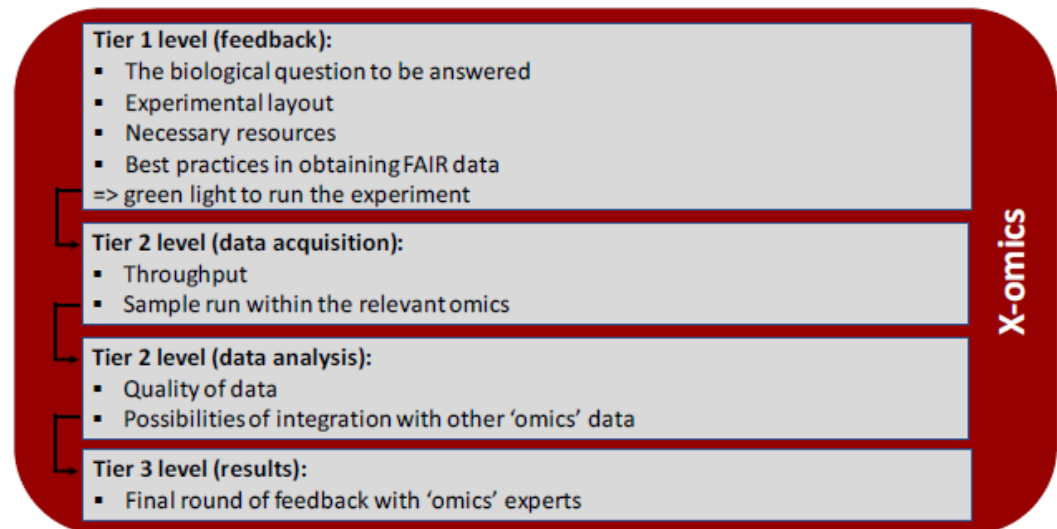 Tier 1 level (feedback):
▪ The biological question to be answered
▪ Experimental layout
▪ Necessary resources
▪ Best practices in obtaining FAIR data
=> green light to run the experiment
Tier 2 level (data acquisition):
▪ Throughput
▪ Sample run within the relevant omics
Tier 2 level (data analysis):
▪ Quality of data
▪ Possibilities of integration with other ‘omics’ data
Tier 3 level (results):
▪ Final round of feedback with ‘omics’ experts
X-omics